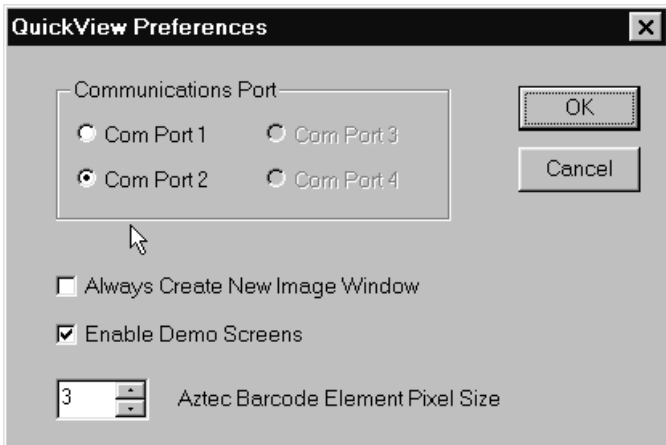 QuickView Preferences
Communications Port
OK
Com Port 1 Com Port 3
Cancel
Com Port 2 Com Port 4
Always Create New Image Window
Enable Demo Screens
3 Aztec Barcode Element Pixel Size